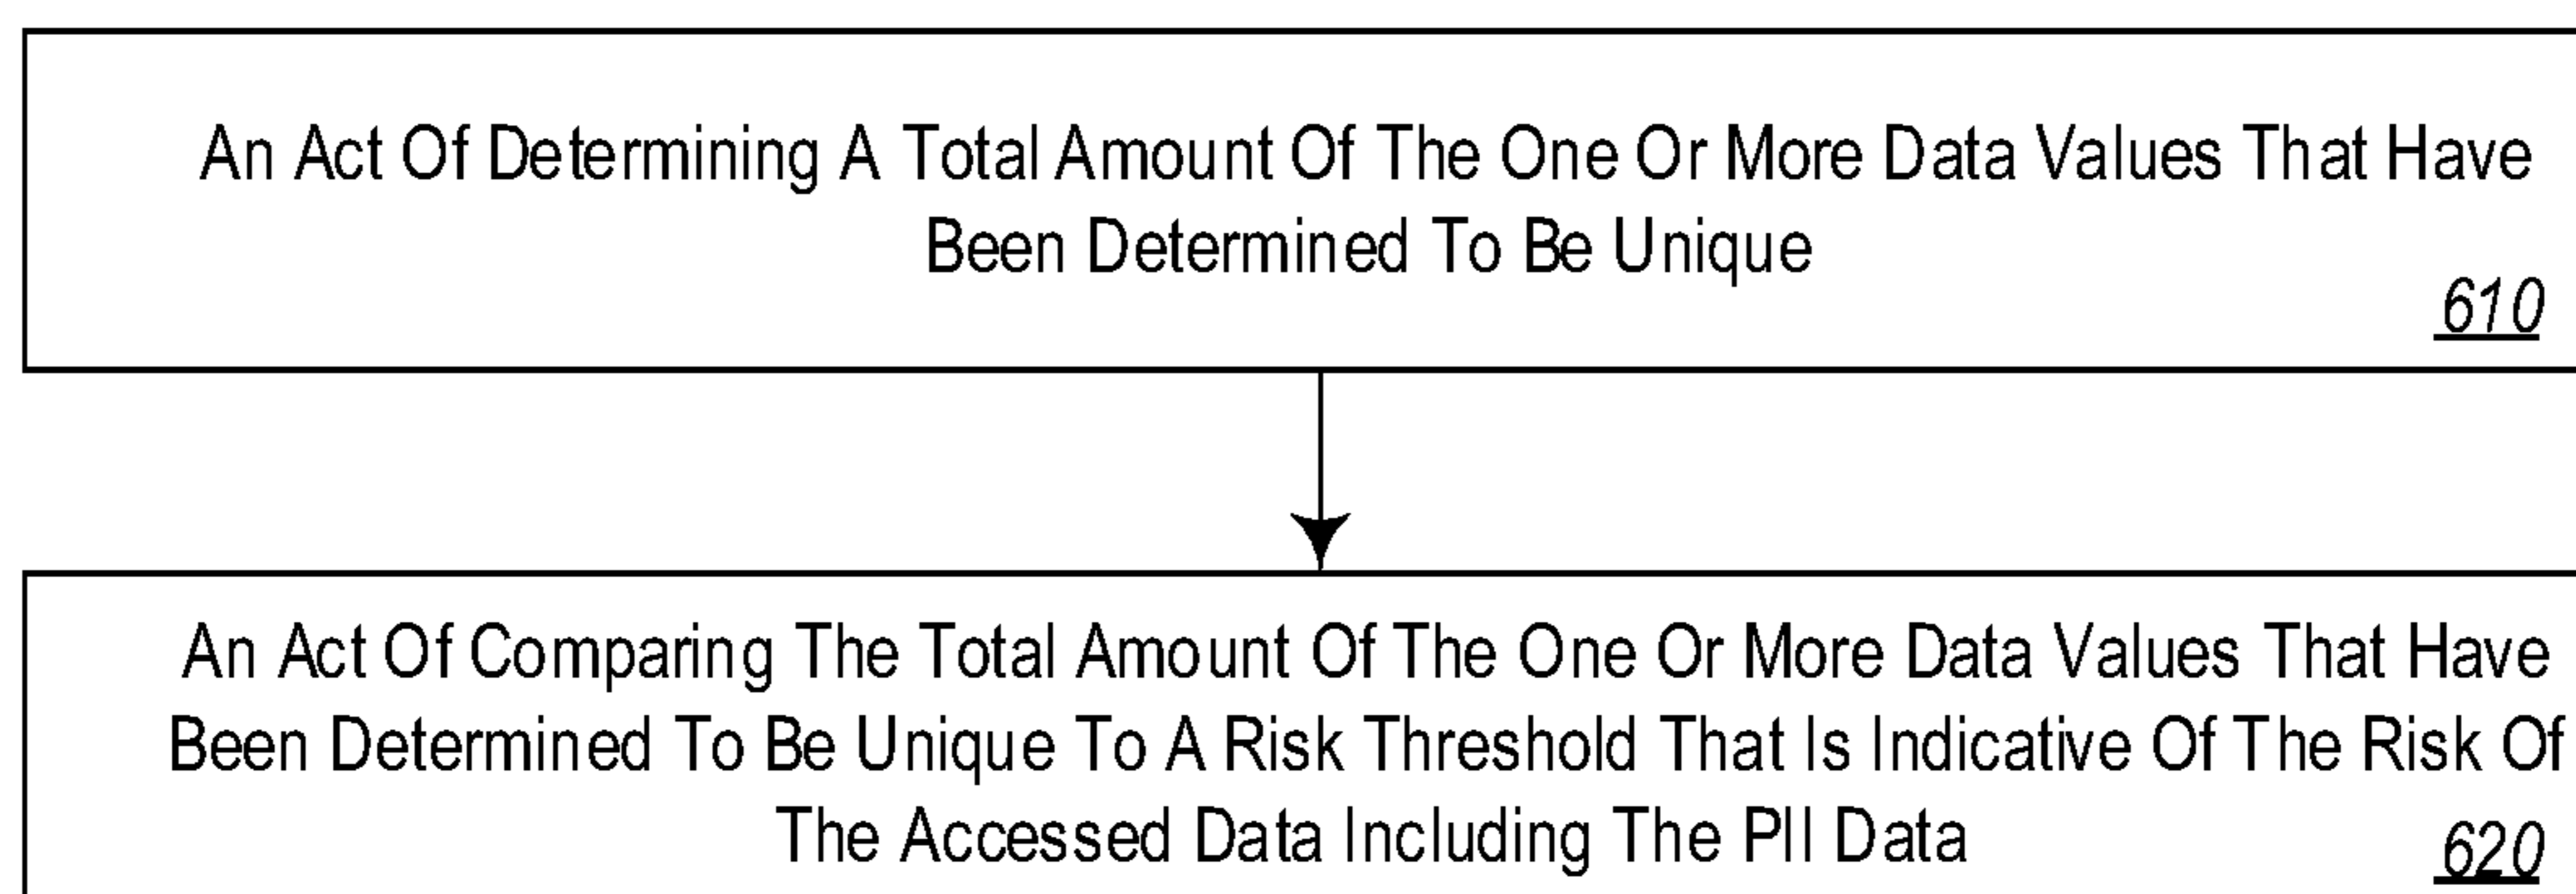 An Act Of Determining A Total Amount Of The One Or More Data Values That Have
Been Determined To Be Unique
610
An Act Of Comparing The Total Amount Of The One Or More Data Values That Have
Been Determined To Be Unique To A Risk Threshold That Is Indicative Of The Risk Of
The Accessed Data Including The PII Data
620